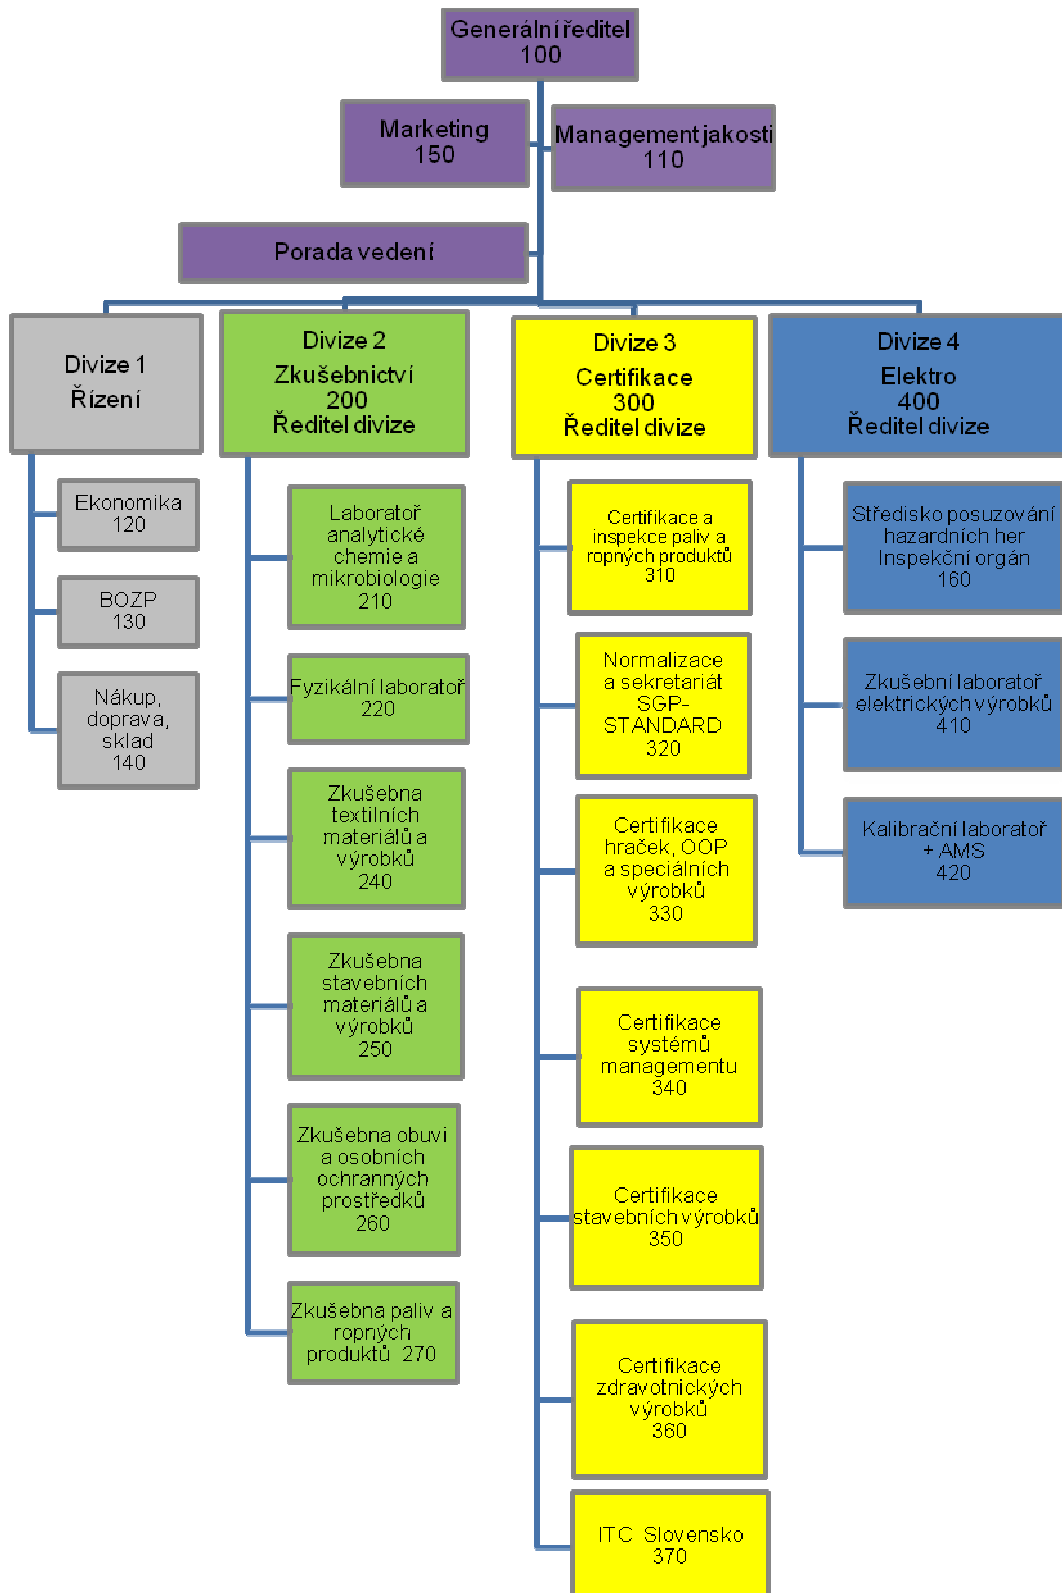 Generální ředitel
100
Marketing
150
Management jakosti
110
Porada vedení
Divize 1
Řízení
Ekonomika
120
BOZP
130
Nákup,
doprava,
sklad
140
Divize 2
Zkušebnictví
200
Ředitel divize
Laboratoř
analytické
chemie a
mikrobiologie
210
Fyzikální laboratoř
220
Zkušebna
textilních
materiálů a
výrobků
240
Zkušebna
stavebních
materiálů a
výrobků
250
Zkušebna obuvi
a osobních
ochranných
prostředků
260
Zkušebna paliv a
ropných
produktů 270
Divize 3
Certifikace
300
Ředitel divize
Certifikace a
inspekce paliv a
ropných produktů
310
Normalizace
a sekretariát
SGP-
STANDARD
320
Certifikace
hraček, OOP
a speciálních
výrobků
330
Certifikace
systémů
managementu
340
Certifikace
stavebních výrobků
350
Certifikace
zdravotnických
výrobků
360
ITC Slovensko
370
Divize 4
Elektro
400
Ředitel divize
Středisko posuzování
hazardních her
Inspekční orgán
160
Zkušební laboratoř
elektrických výrobků
410
Kalibrační laboratoř
+ AMS
420